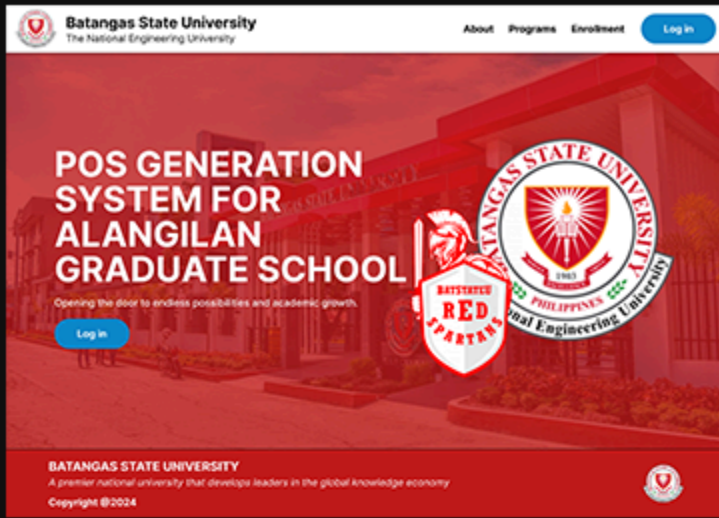 Batangas State University
The National Engineering University
About Programs Enrollment Log in
POS GENERATION
SYSTEM FOR
ALANGILAN
GRADUATE SCHOOL
Opening the door to endless possibilities and academic growth.
Log in
BATANGAS STATE UNIVERSITY
1903
PHILIPPINES
nal Engineering University
BATSTATEU
RED
SPARTANS
BATANGAS STATE UNIVERSITY
A premier national university that develops leaders in the global knowledge economy
Copyright @2024